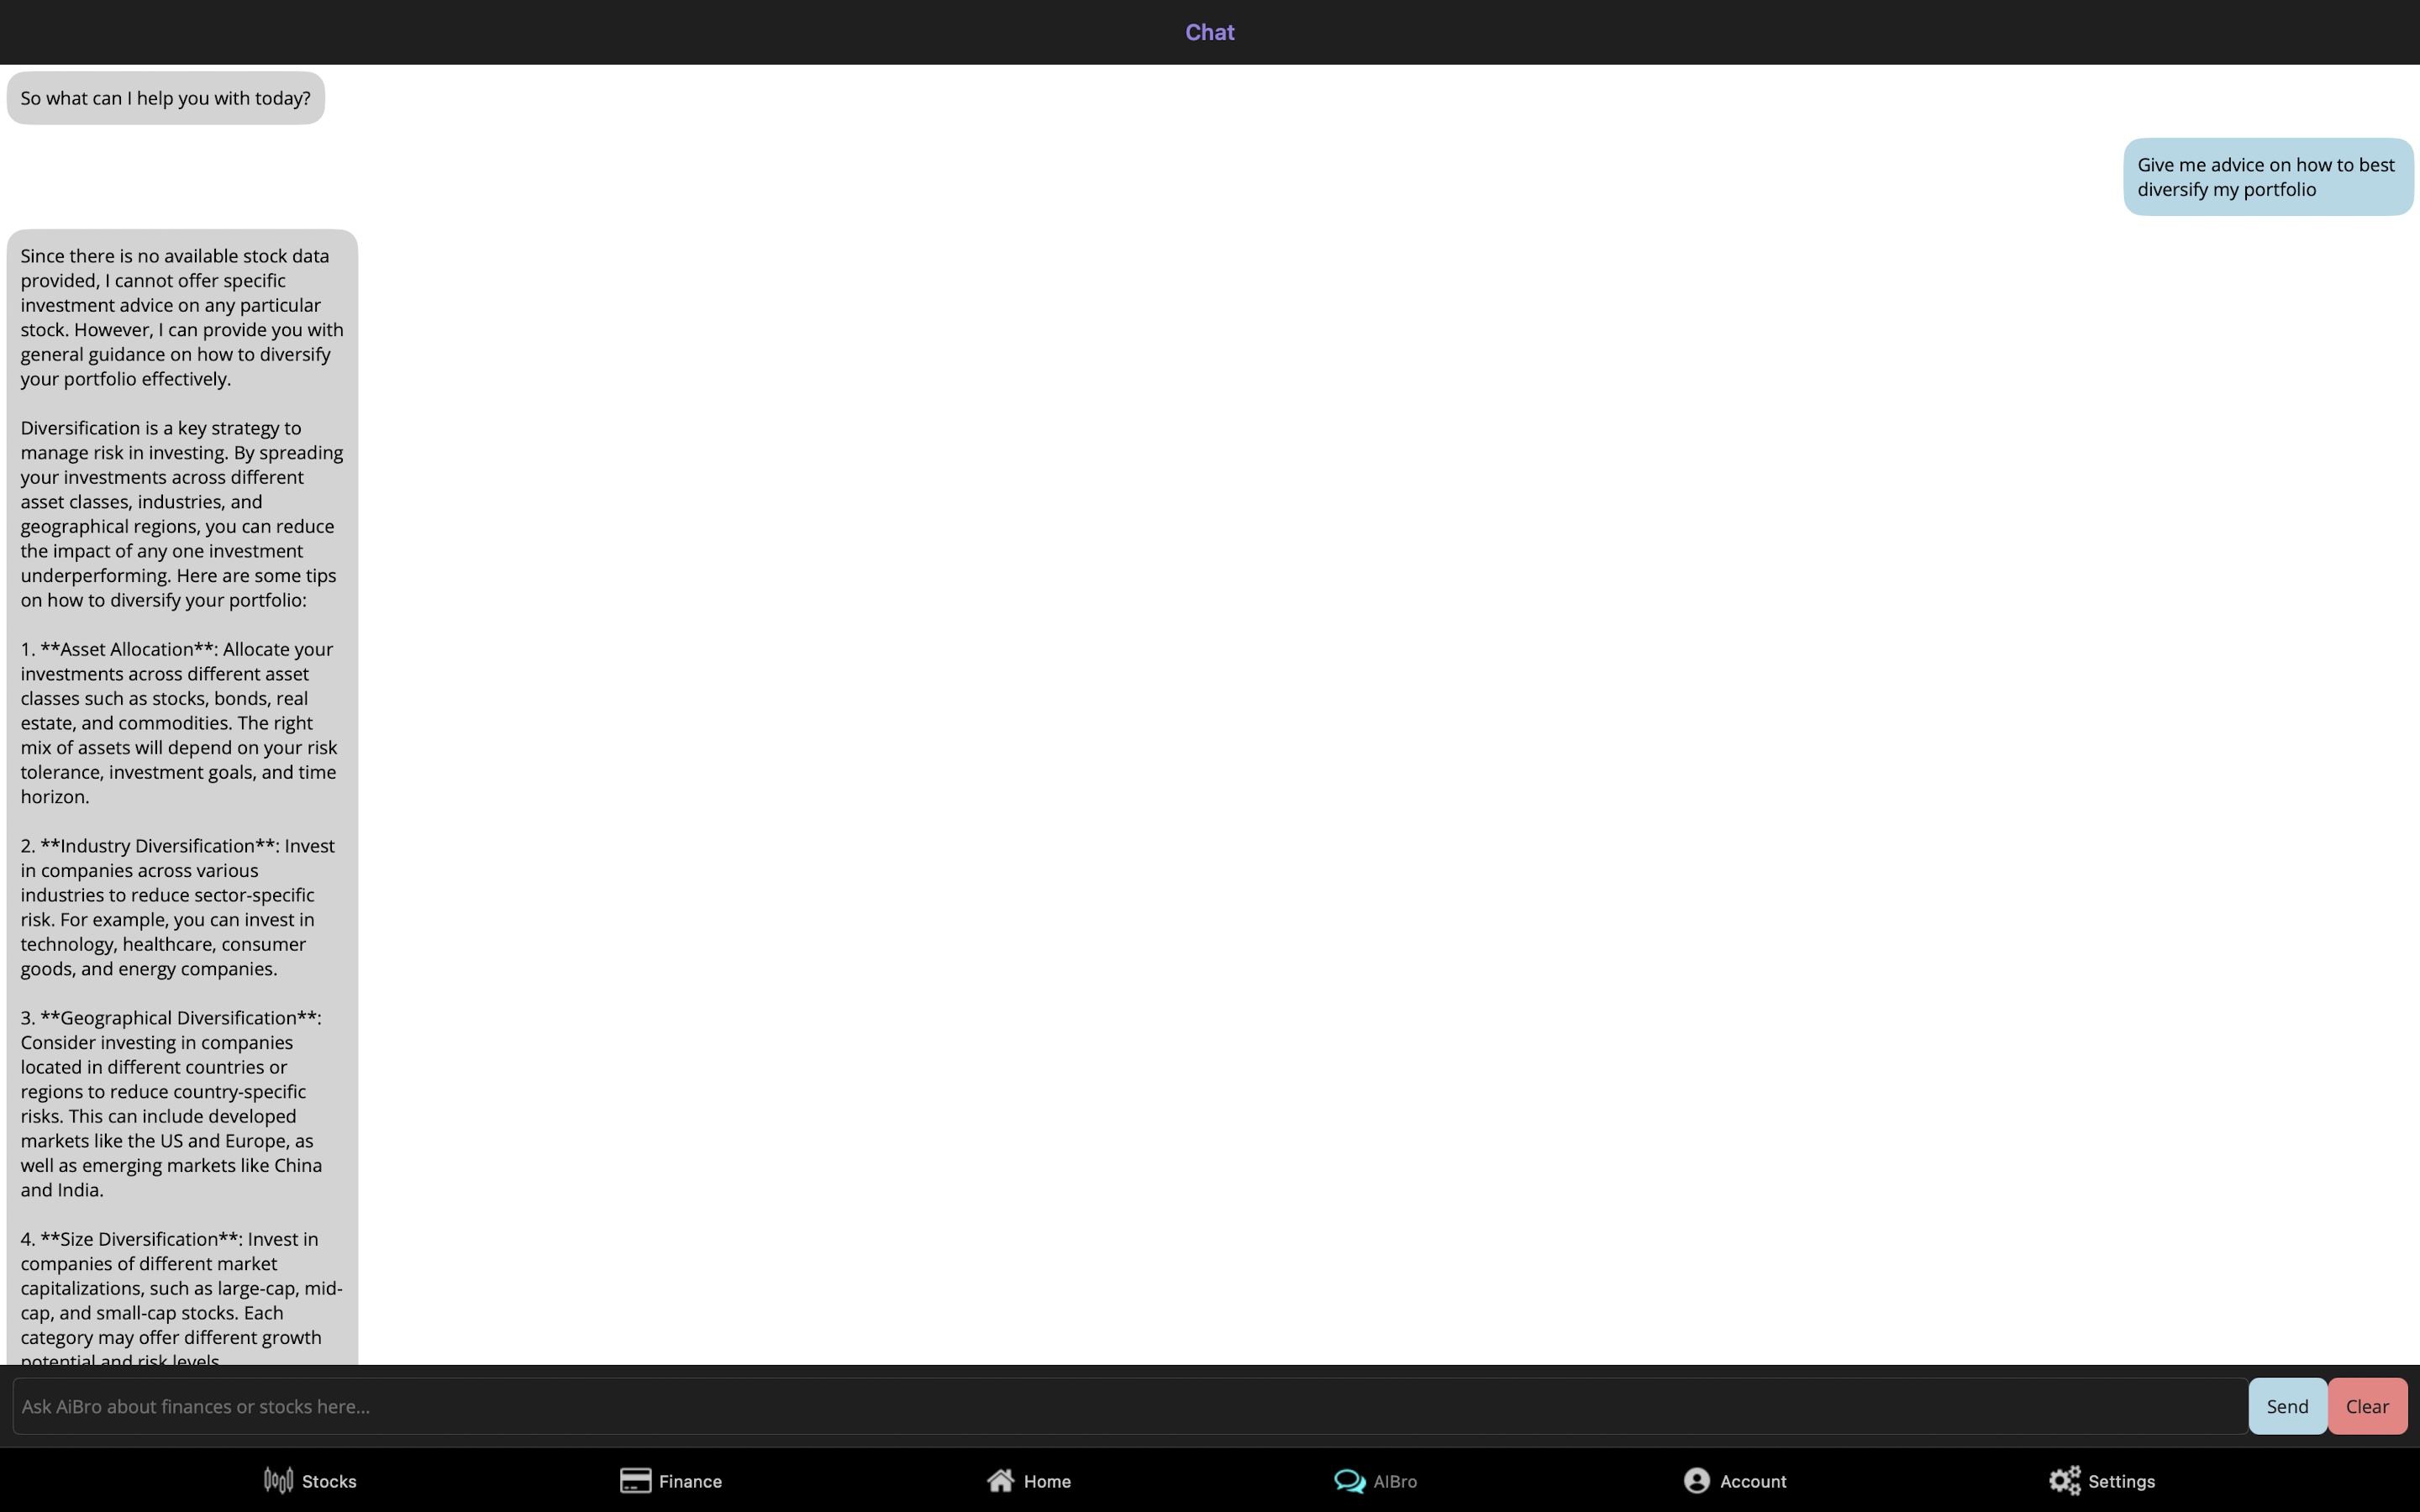 Chat
So what can I help you with today?
Give me advice on how to best
diversify my portfolio
Since there is no available stock data
provided, I cannot offer specific
investment advice on any particular
stock. However, I can provide you with
general guidance on how to diversify
your portfolio effectively.
Diversification is a key strategy to
manage risk in investing. By spreading
your investments across different
asset classes, industries, and
geographical regions, you can reduce
the impact of any one investment
underperforming. Here are some tips
on how to diversify your portfolio:
1. **Asset Allocation**: Allocate your
investments across different asset
classes such as stocks, bonds, real
estate, and commodities. The right
mix of assets will depend on your risk
tolerance, investment goals, and time
horizon.
2. **Industry Diversification**: Invest
in companies across various
industries to reduce sector-specific
risk. For example, you can invest in
technology, healthcare, consumer
goods, and energy companies.
3. **Geographical Diversification**:
Consider investing in companies
located in different countries or
regions to reduce country-specific
risks. This can include developed
markets like the US and Europe, as
well as emerging markets like China
and India.
4. **Size Diversification**: Invest in
companies of different market
capitalizations, such as large-cap, mid-
cap, and small-cap stocks. Each
category may offer different growth
potential and risk levels.
Ask AiBro about finances or stocks here...
Send
Clear
Stocks
Finance
Home
AIBro
Account
Settings